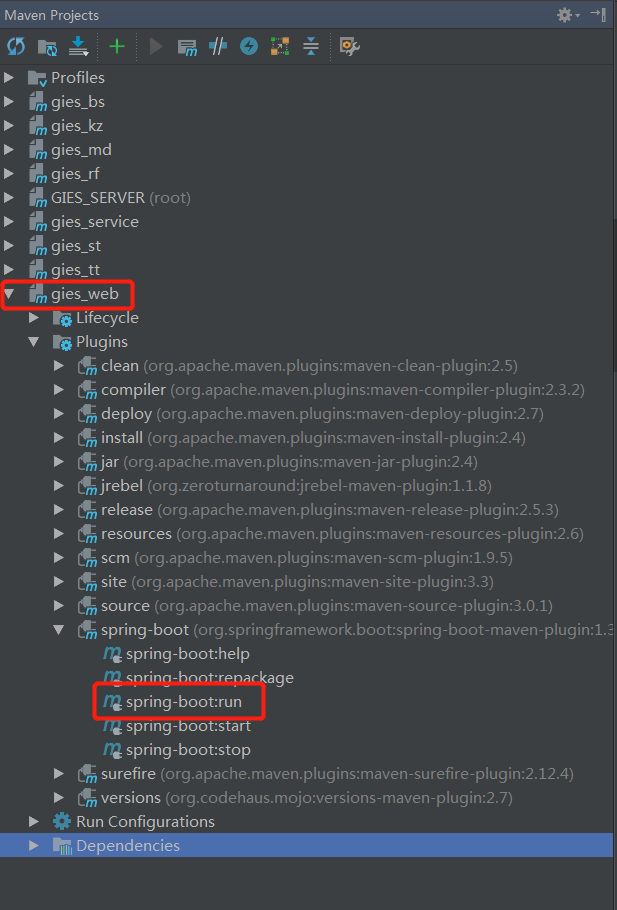 Maven Projects
Profiles
gies_bs
gies_kz
gies_md
gies_rf
GIES_SERVER (root)
gies_service
gies_st
gies_tt
gies_web
Lifecycle
Plugins
clean (org.apache.maven.plugins:maven-clean-plugin:2.5)
compiler (org.apache.maven.plugins:maven-compiler-plugin:2.3.2)
deploy (org.apache.maven.plugins:maven-deploy-plugin:2.7)
install (org.apache.maven.plugins:maven-install-plugin:2.4)
jar (org.apache.maven.plugins:maven-jar-plugin:2.4)
jrebel (org.zeroturnaround:jrebel-maven-plugin:1.1.8)
release (org.apache.maven.plugins:maven-release-plugin:2.5.3)
resources (org.apache.maven.plugins:maven-resources-plugin:2.6)
scm (org.apache.maven.plugins:maven-scm-plugin:1.9.5)
site (org.apache.maven.plugins:maven-site-plugin:3.3)
source (org.apache.maven.plugins:maven-source-plugin:3.0.1)
spring-boot (org.springframework.boot:spring-boot-maven-plugin:1.3
spring-boot:help
spring-boot:repackage
spring-boot:run
spring-boot:start
spring-boot:stop
surefire (org.apache.maven.plugins:maven-surefire-plugin:2.12.4)
versions (org.codehaus.mojo:versions-maven-plugin:2.7)
Run Configurations
Dependencies